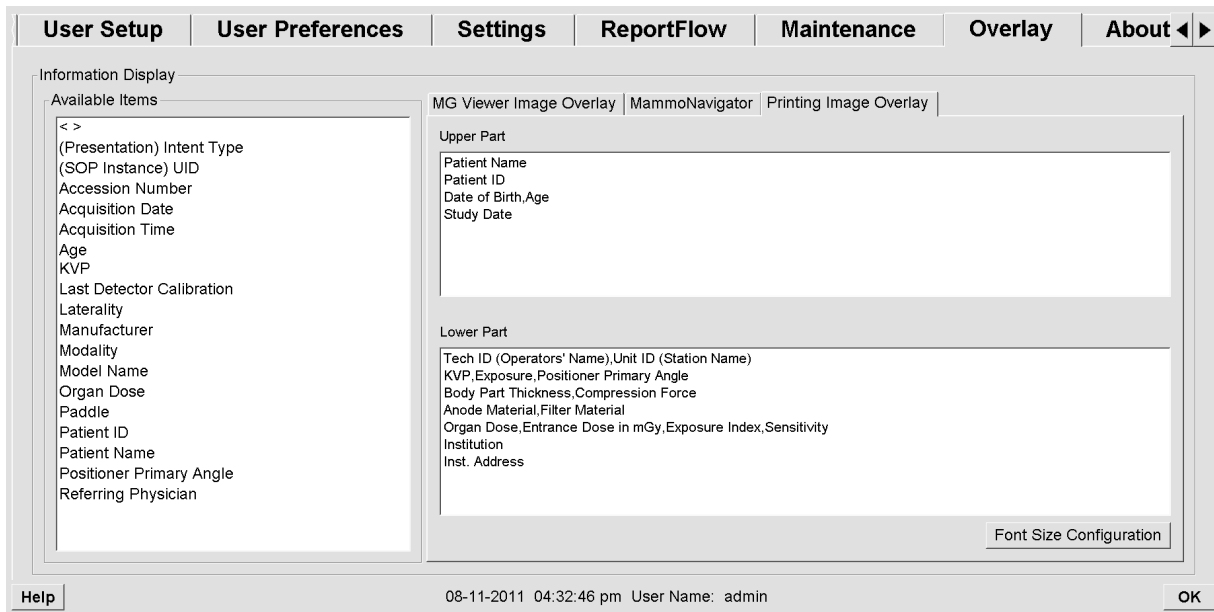 User Setup
User Preferences
Settings
ReportFlow
Maintenance
Overlay
About
Information Display
Available Items
< >
(Presentation) Intent Type
(SOP Instance) UID
Accession Number
Acquisition Date
Acquisition Time
Age
KVP
Last Detector Calibration
Laterality
Manufacturer
Modality
Model Name
Organ Dose
Paddle
Patient ID
Patient Name
Positioner Primary Angle
Referring Physician
MG Viewer Image Overlay
MammoNavigator
Printing Image Overlay
Upper Part
Patient Name
Patient ID
Date of Birth,Age
Study Date
Lower Part
Tech ID (Operators' Name),Unit ID (Station Name)
KVP,Exposure,Positioner Primary Angle
Body Part Thickness,Compression Force
Anode Material,Filter Material
Organ Dose,Entrance Dose in mGy,Exposure Index,Sensitivity
Institution
Inst. Address
Font Size Configuration
Help
08-11-2011 04:32:46 pm User Name: admin
OK